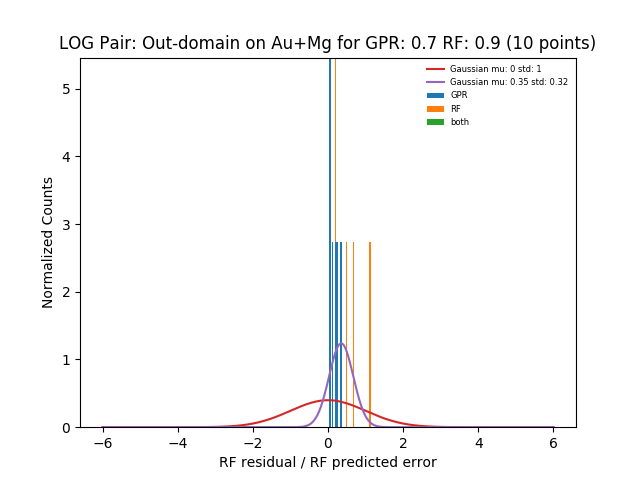 LOG Pair: Out-domain on Au+Mg for GPR: 0.7 RF: 0.9 (10 points)
Gaussian mu: 0 std: 1
Gaussian mu: 0.35 std: 0.32
GPR
RF
both
Normalized Counts
5
4
3
2
1
0
−6 −4 −2 0 2 4 6
RF residual / RF predicted error